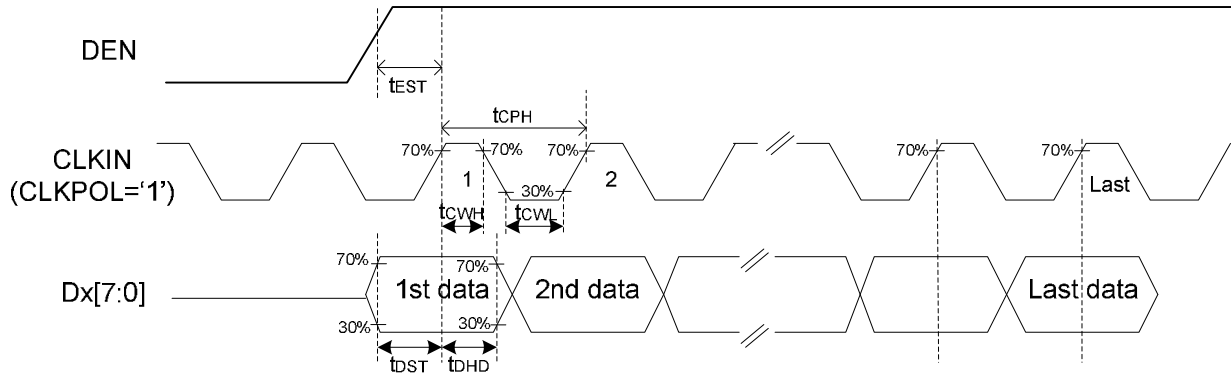 DEN
tEST
tCPH
CLKIN
(CLKPOL=‘1’)
70%
70%
70%
70%
70%
1
2
Last
30%
tCWH
tCWL
70%
70%
Dx[7:0]
1st data
2nd data
Last data
30%
30%
tDST
tDHD